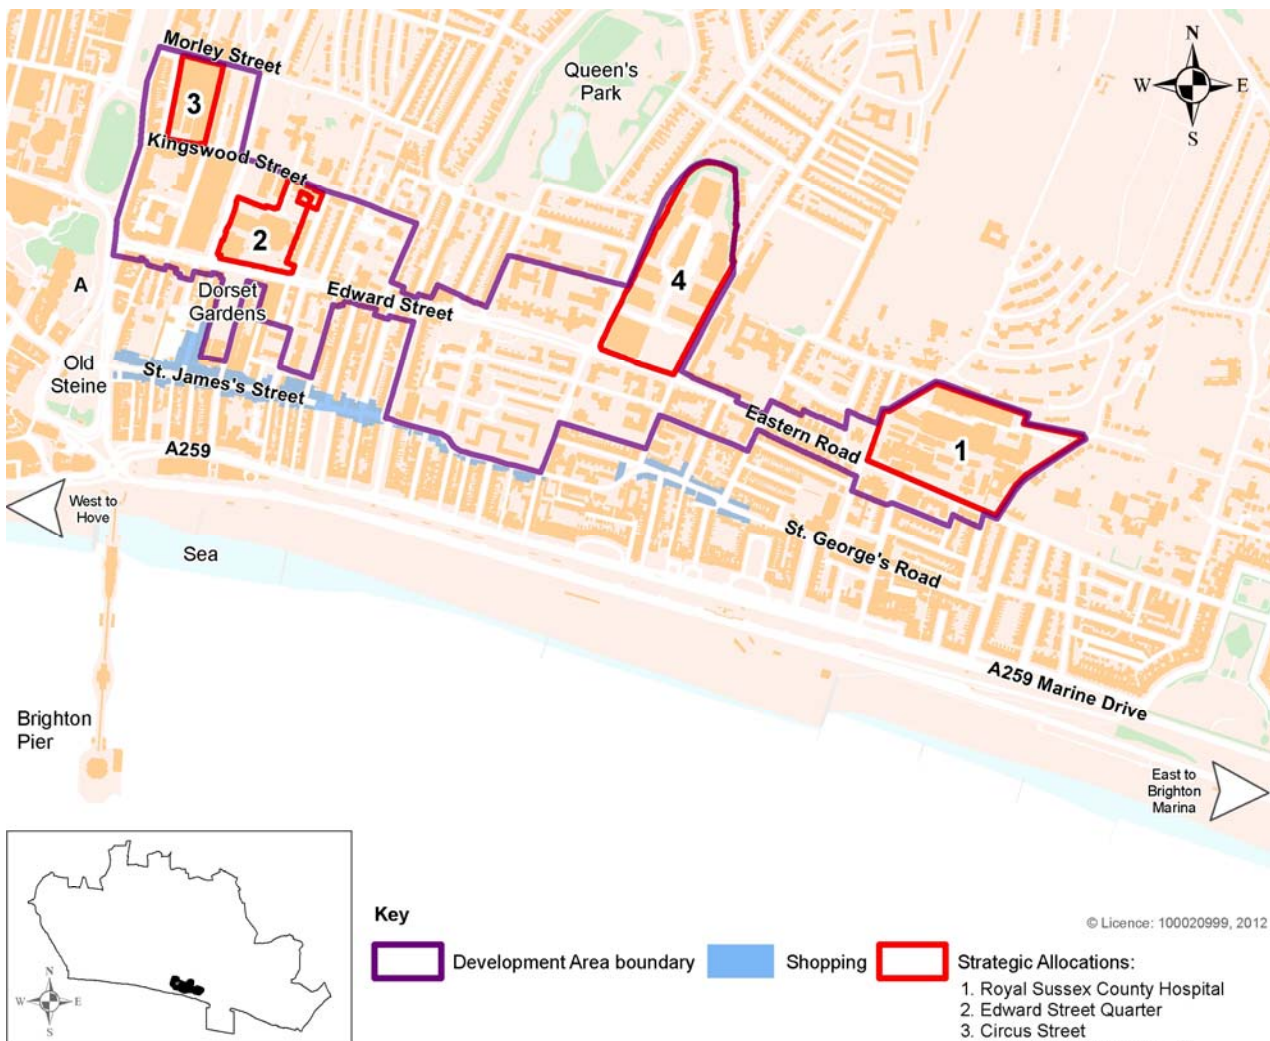 Morley Street
3
Kingswood Street
2
Queen's
Park
N
W E
S
4
A
Dorset
Gardens
Edward Street
Old
Steine
St. James's Street
Eastern Road
1
A259
West to
Hove
Sea
St. George's Road
A259 Marine Drive
Brighton
Pier
East to
Brighton
Marina
N
W E
S
Key
© Licence: 100020999, 2012
Development Area boundary
Shopping
Strategic Allocations:
1. Royal Sussex County Hospital
2. Edward Street Quarter
3. Circus Street